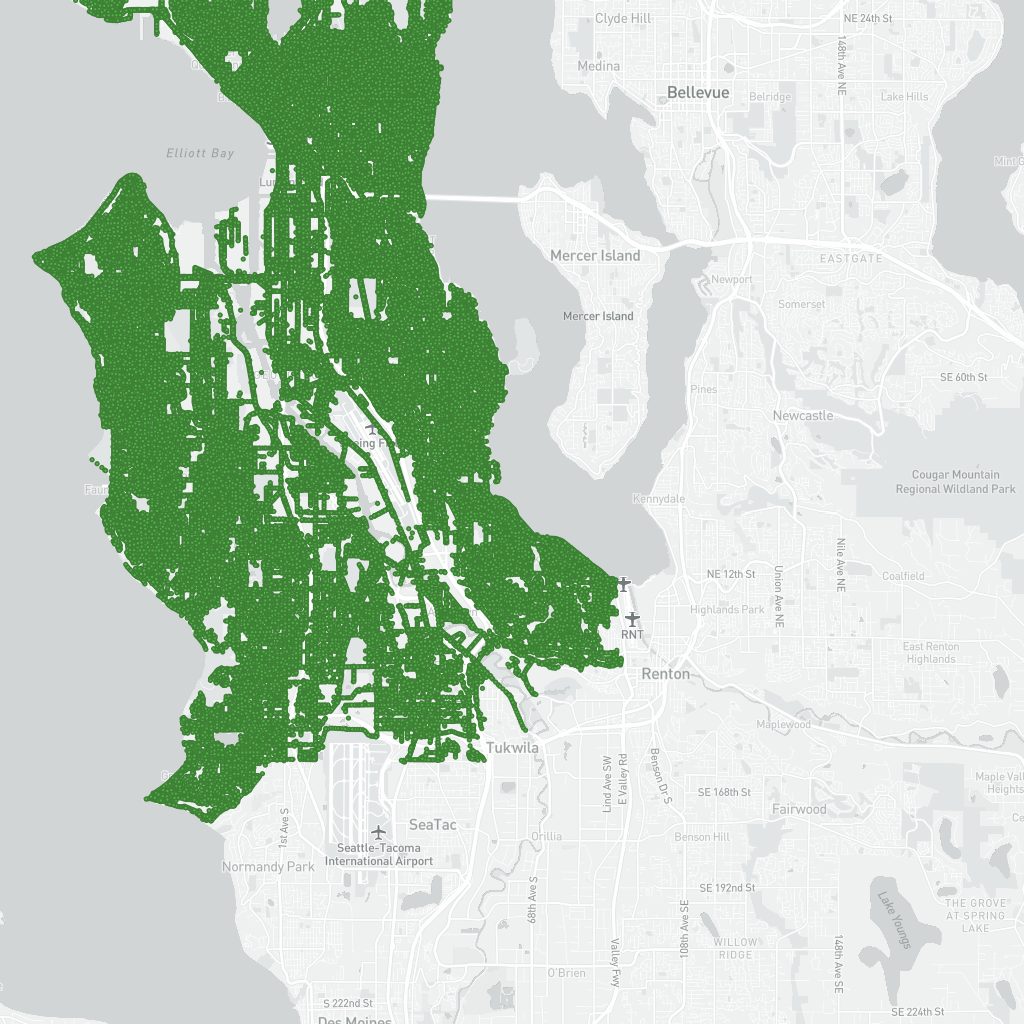 Clyde Hill
NE 24th St
148th Ave NE
Medina
Bellevue
Belridge
Lake Hills
Elliott Bay
Mercer Island
EASTGATE
Newport
Somerset
Mercer Island
SE 60th St
Pines
Newcastle
Cougar Mountain
Regional Wildland Park
Kennydale
Nile Ave NE
NE 12th St
Union Ave NE
Coalfield
Highlands Park
RNT
East Renton
Highlands
Renton
Maplewood
Tukwila
Lind Ave SW
E Valley Rd
Benson Dr S
SE 168th St
Maple Valley
Heights
Fairwood
1st Ave S
SeaTac
Orillia
Benson Hill
Seattle-Tacoma
International Airport
Normandy Park
68th Ave S
SE 192nd St
108th Ave SE
Lake Youngs
THE GROVE
AT SPRING
LAKE
WILLOW
RIDGE
148th Ave SE
Valley Fwy
O'Brien
S 222nd St
SE 224th St
Des Moines